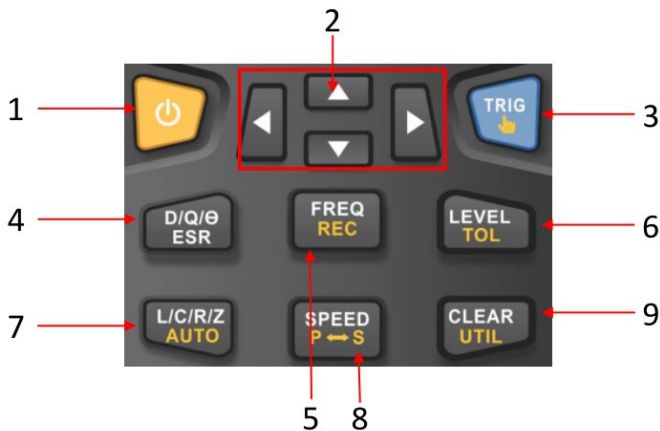 2
1
TRIG
3
4
D/Q/Θ
ESR
FREQ
REC
LEVEL
TOL
6
7
L/C/R/Z
AUTO
SPEED
P ↔ S
CLEAR
UTIL
9
5
8